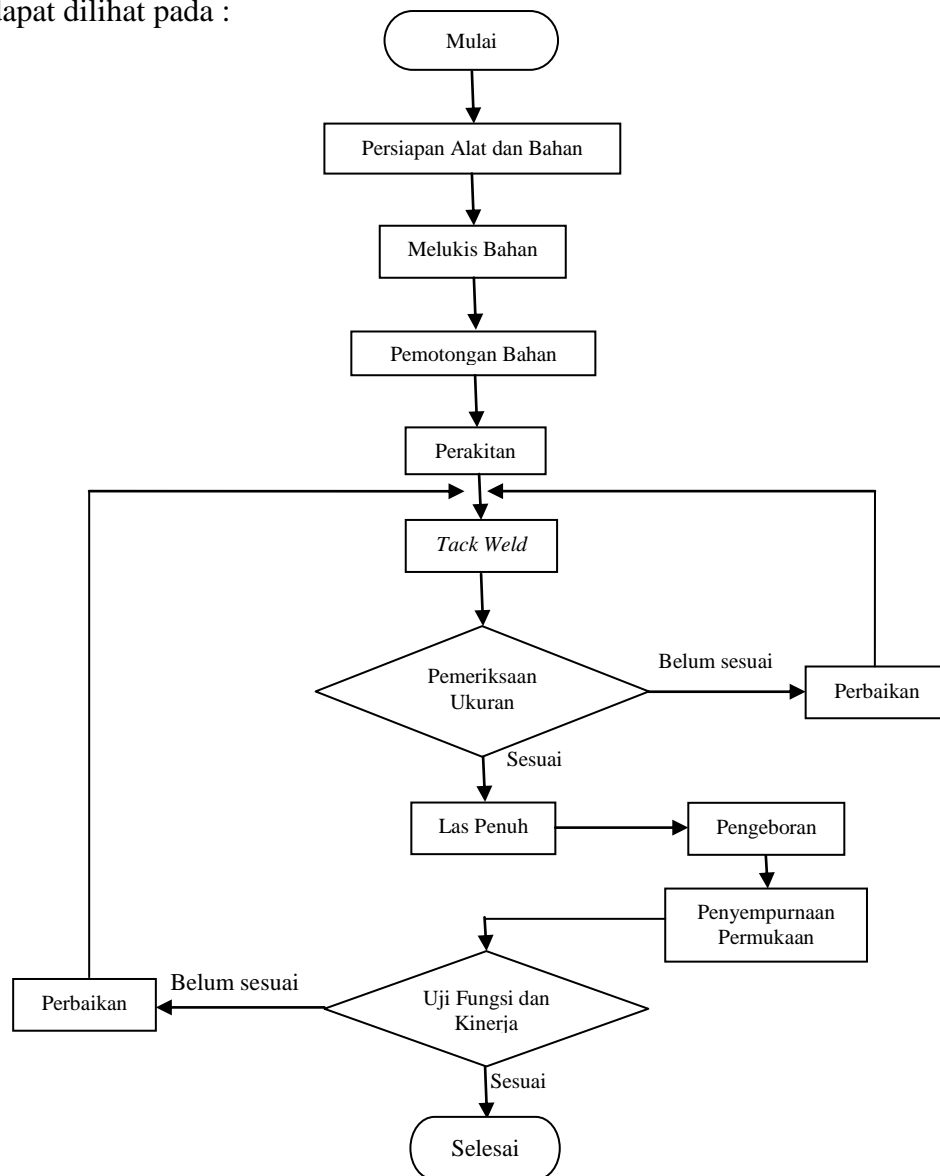 dapat dilihat pada :
Mulai
Persiapan Alat dan Bahan
Melukis Bahan
Pemotongan Bahan
Perakitan
Tack Weld
Pemeriksaan
Ukuran
Belum sesuai
Perbaikan
Sesuai
Las Penuh
Pengeboran
Penyempurnaan
Permukaan
Uji Fungsi dan
Kinerja
Belum sesuai
Perbaikan
Sesuai
Selesai